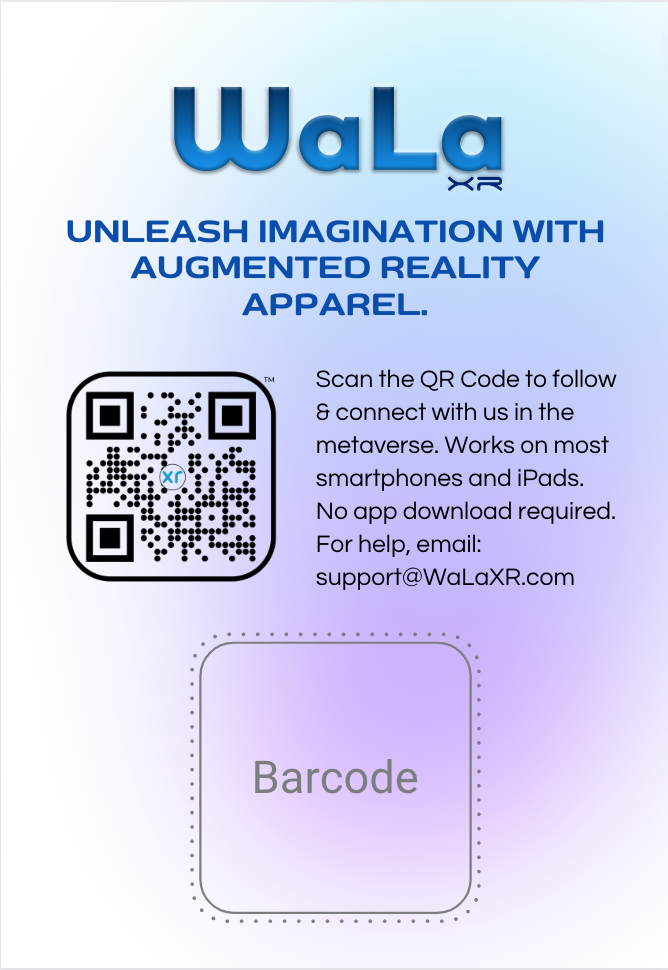 WaLa
XR
UNLEASH IMAGINATION WITH
AUGMENTED REALITY
APPAREL.
TM
xr
Scan the QR Code to follow
& connect with us in the
metaverse. Works on most
smartphones and iPads.
No app download required.
For help, email:
support@WaLaXR.com
Barcode